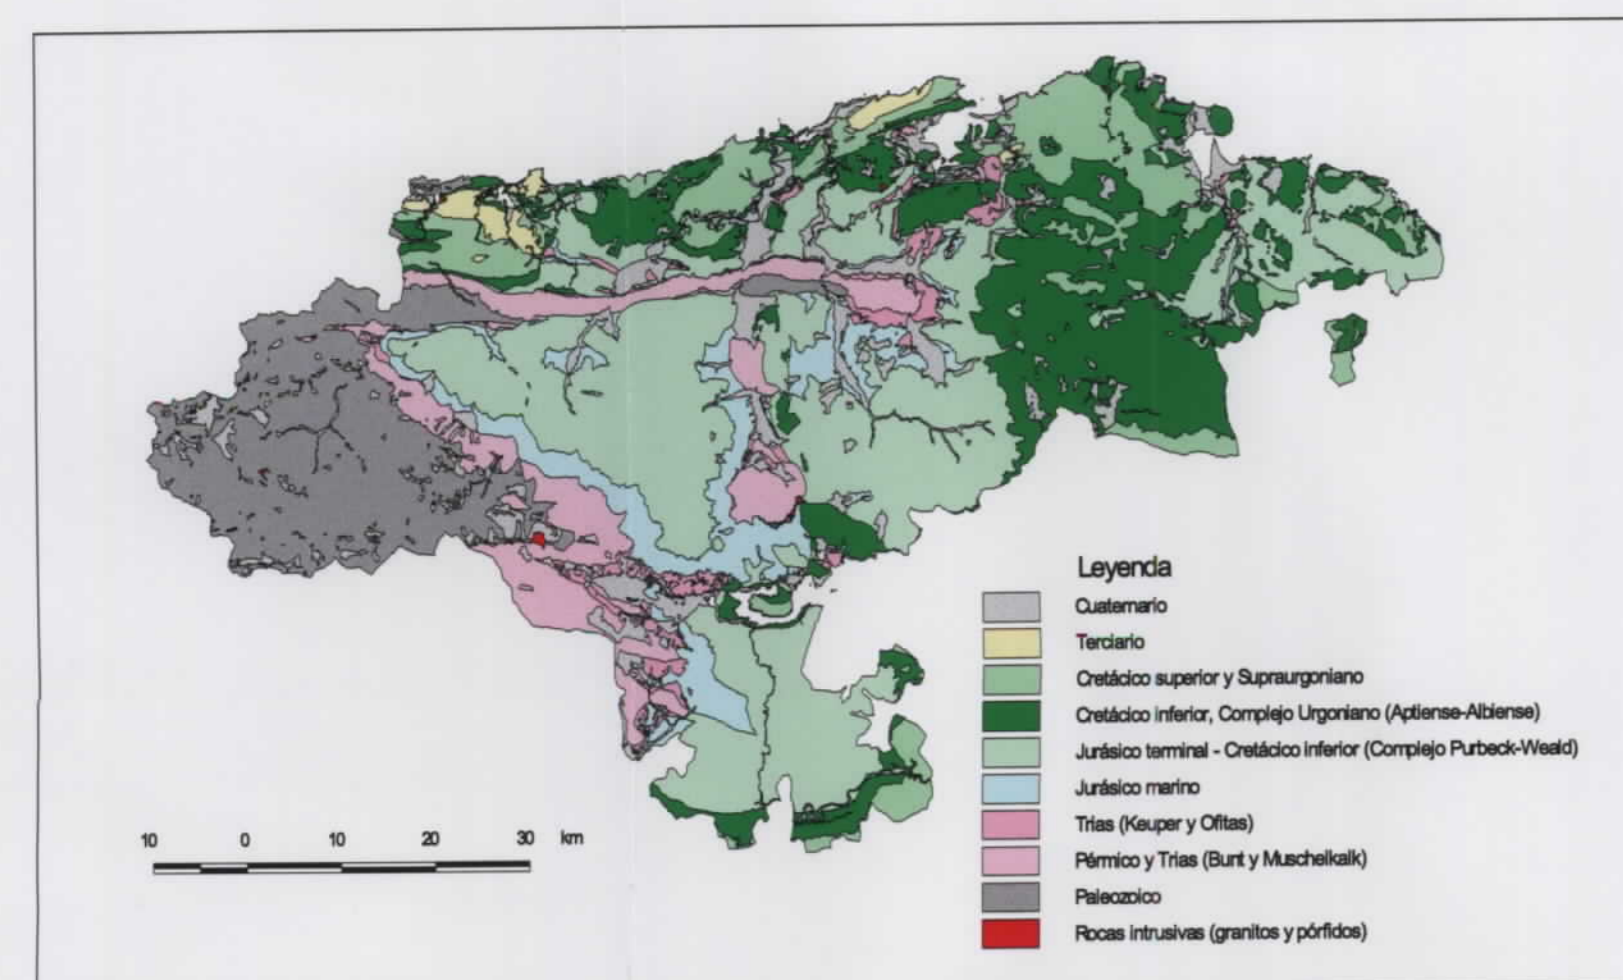 Leyenda
Cuaternario
Terciario
Cretácico superior y Supraurgoniano
Cretácico inferior, Complejo Urgoniano (Aptiense-Albiense)
Jurásico terminal - Cretácico inferior (Complejo Purbeck-Weald)
Jurásico marino
Trias (Keuper y Ofitas)
Pérmico y Trias (Bunt y Muschelkalk)
Paleozoico
Rocas intrusivas (granitos y pórfidos)
10 0 10 20 30 km